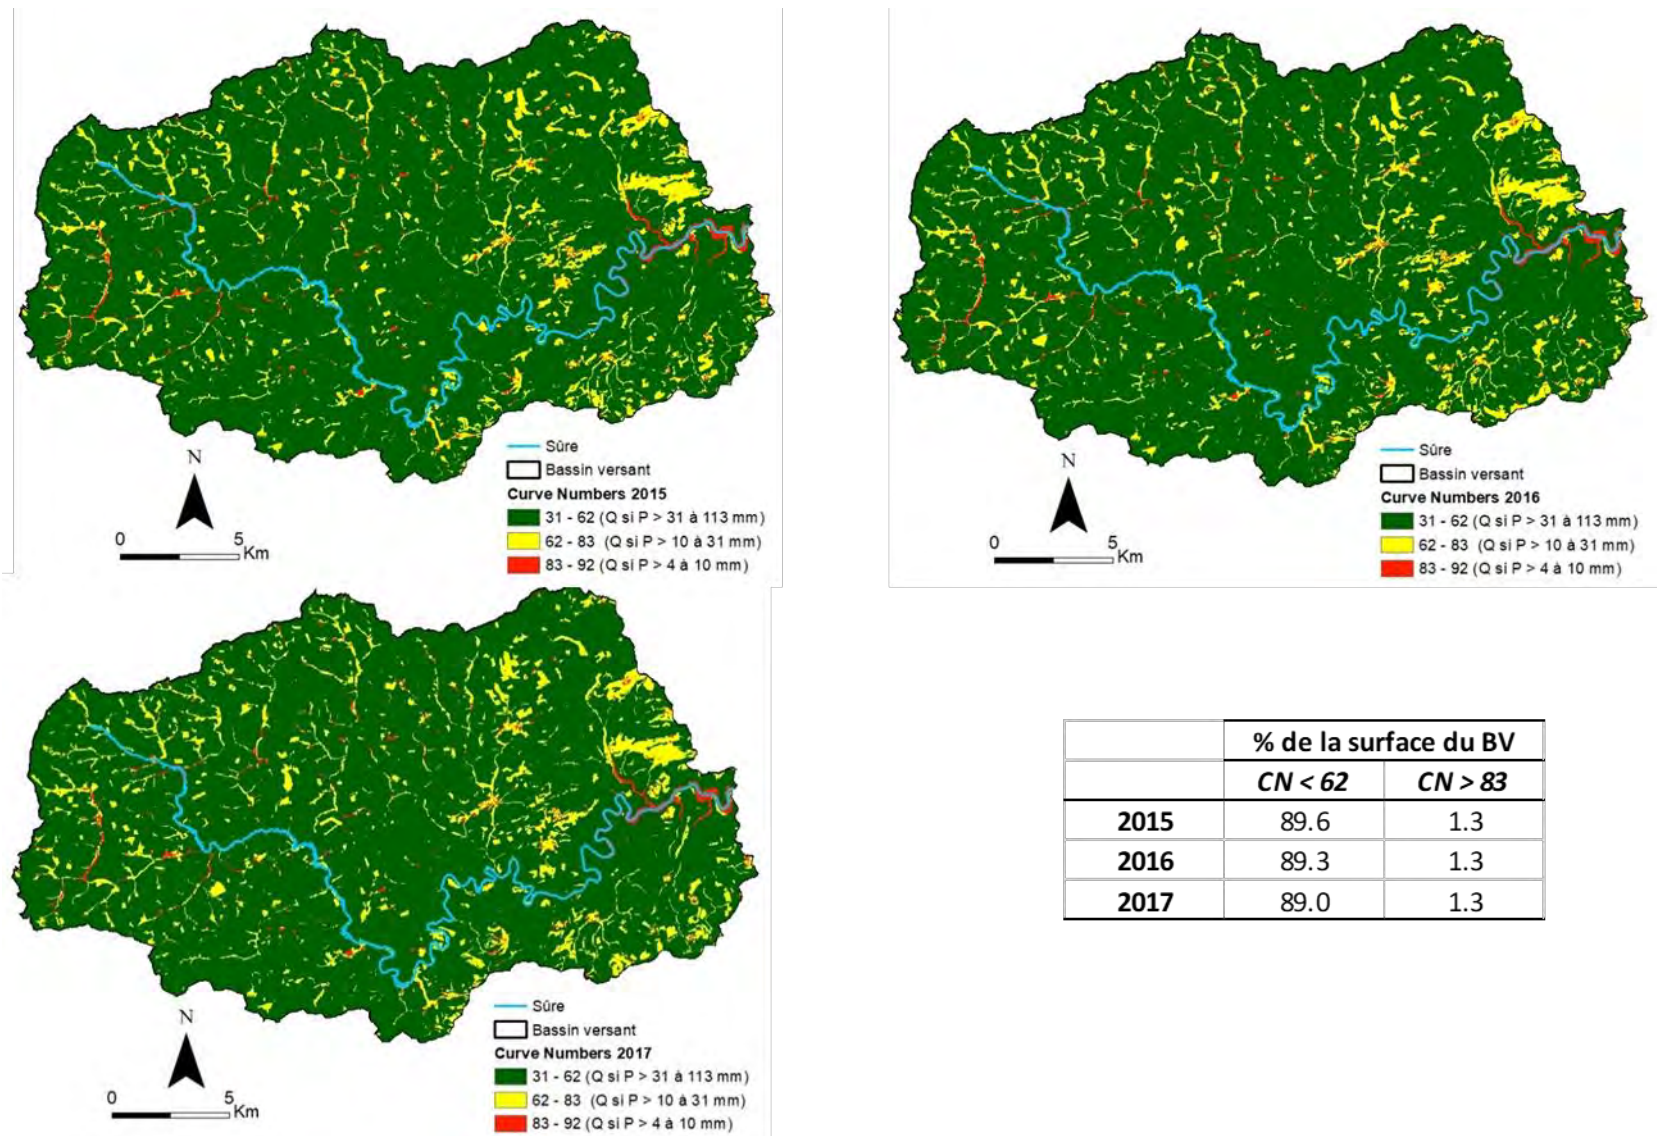 Sûre
Bassin versant
Curve Numbers 2015
31 - 62 (Q si P > 31 à 113 mm)
62 - 83 (Q si P > 10 à 31 mm)
83 - 92 (Q si P > 4 à 10 mm)
N
0 5
Km
Sûre
Bassin versant
Curve Numbers 2016
31 - 62 (Q si P > 31 à 113 mm)
62 - 83 (Q si P > 10 à 31 mm)
83 - 92 (Q si P > 4 à 10 mm)
N
0 5
Km
Sûre
Bassin versant
Curve Numbers 2017
31 - 62 (Q si P > 31 à 113 mm)
62 - 83 (Q si P > 10 à 31 mm)
83 - 92 (Q si P > 4 à 10 mm)
N
0 5
Km
% de la surface du BV
CN < 62 CN > 83
2015 89.6 1.3
2016 89.3 1.3
2017 89.0 1.3